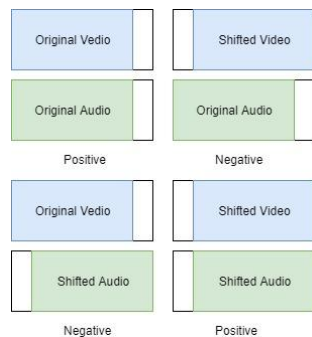 Original Vedio
Shifted Video
Original Audio
Original Audio
Positive
Negative
Original Vedio
Shifted Video
Shifted Audio
Shifted Audio
Negative
Positive